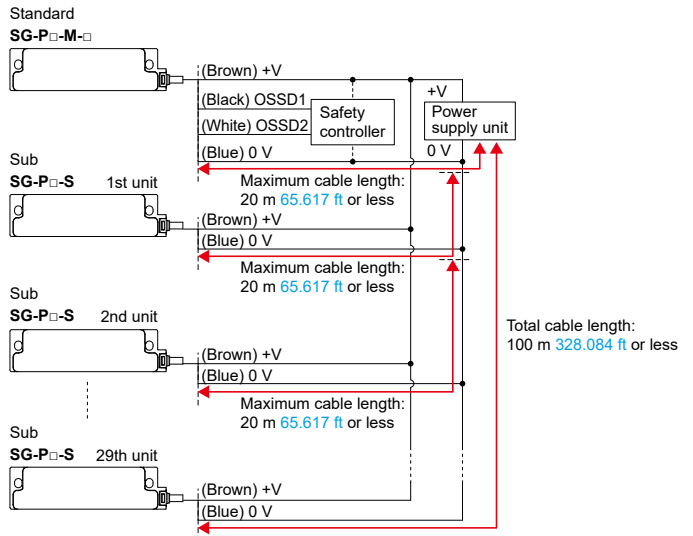 Standard
SG-P□-M-□
(Brown) +V
+V
(Black) OSSD1
Safety
controller
Power
supply unit
(White) OSSD2
(Blue) 0 V
0 V
Maximum cable length:
20 m 65.617 ft or less
Sub
SG-P□-S 1st unit
(Brown) +V
(Blue) 0 V
Maximum cable length:
20 m 65.617 ft or less
Sub
SG-P□-S 2nd unit
Total cable length:
100 m 328.084 ft or less
(Brown) +V
(Blue) 0 V
Maximum cable length:
20 m 65.617 ft or less
Sub
SG-P□-S 29th unit
(Brown) +V
(Blue) 0 V